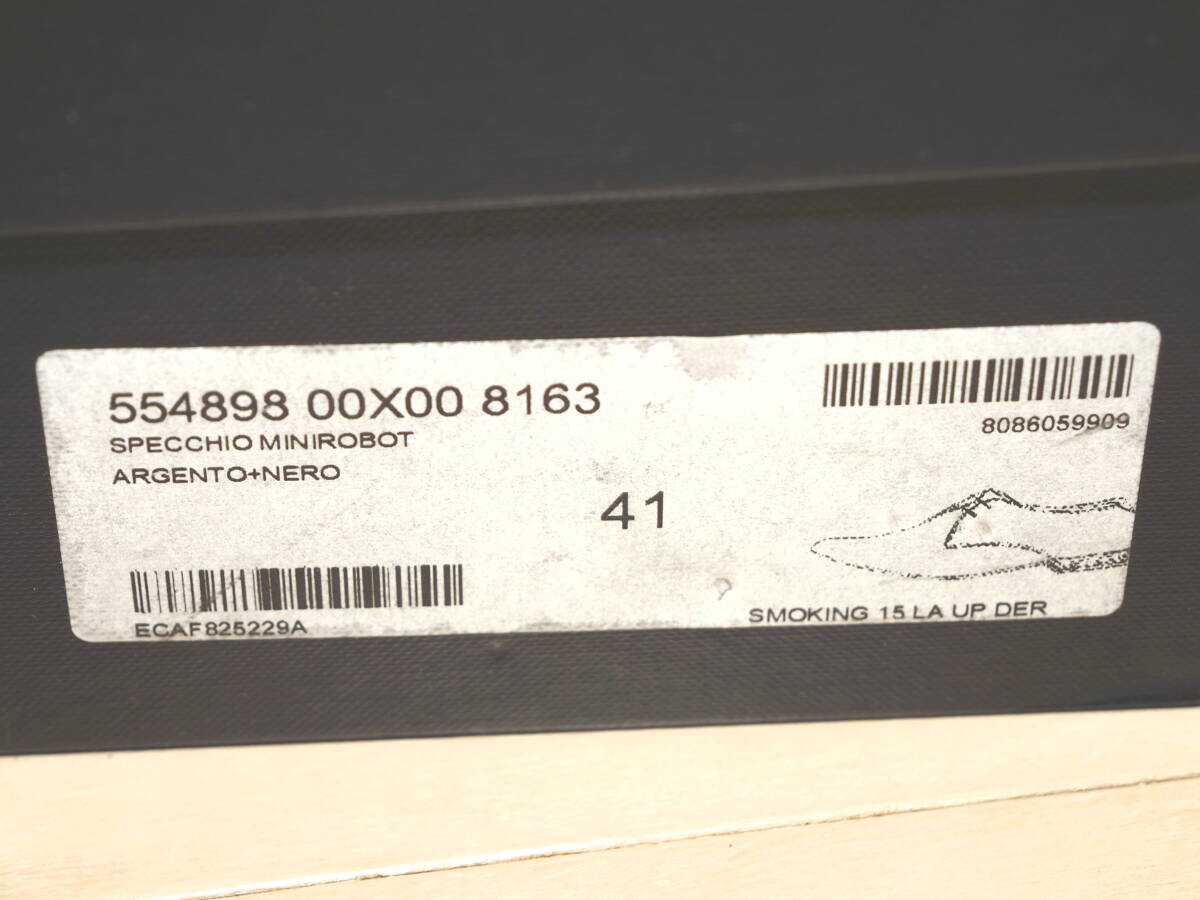 554898 00X00 8163
SPECCHIO MINIROBOT
ARGENTO+NERO
8086059909
41
ECAF825229A
SMOKING 15 LA UP DER